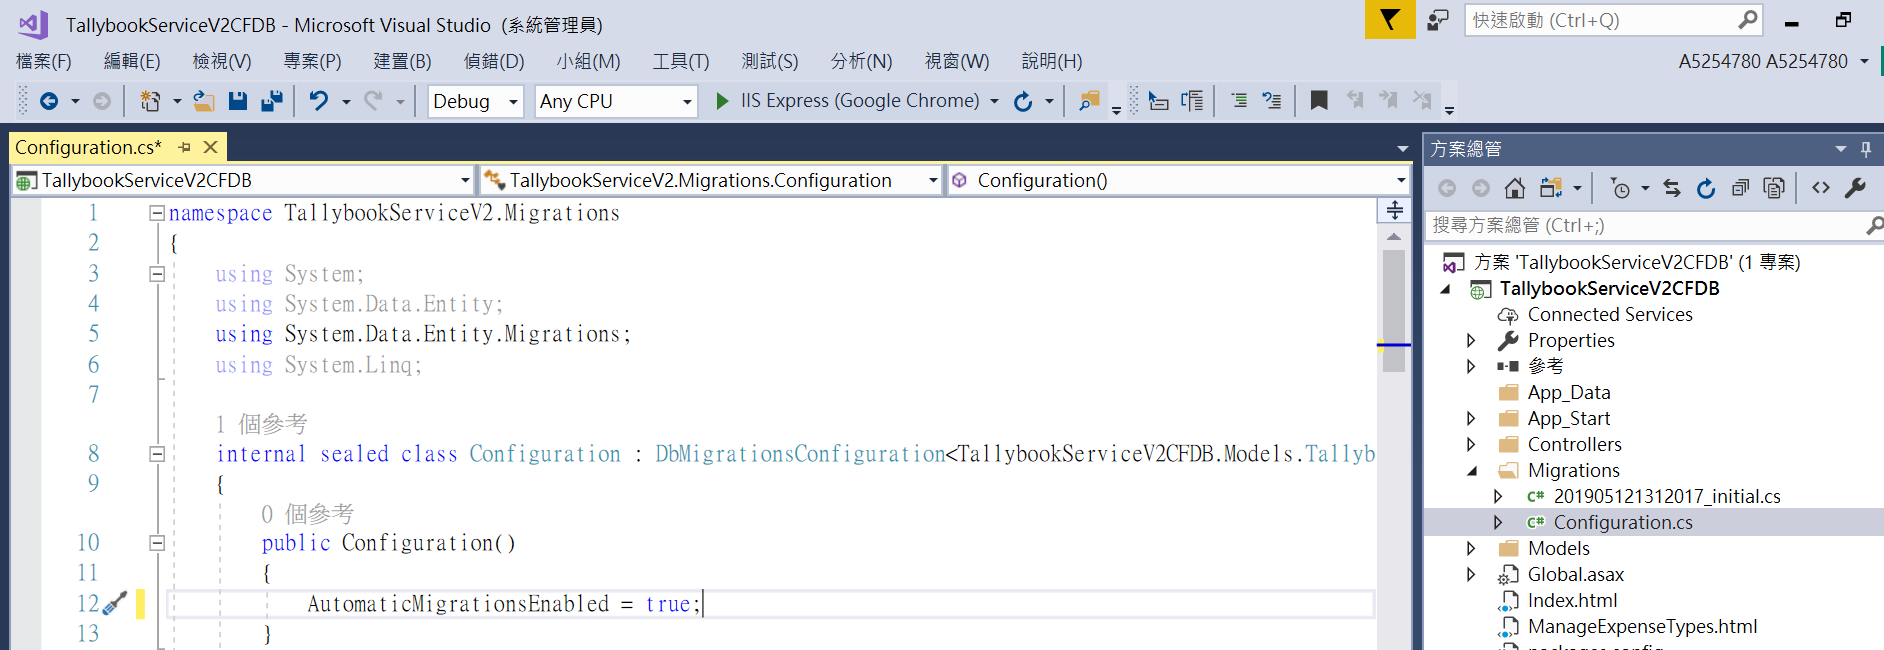 TallybookServiceV2CFDB - Microsoft Visual Studio (系統管理員)
快速啟動 (Ctrl+Q)
檔案(F) 編輯(E) 檢視(V) 專案(P) 建置(B) 偵錯(D) 小組(M) 工具(T) 測試(S) 分析(N) 視窗(W) 說明(H)
A5254780 A5254780
Debug Any CPU IIS Express (Google Chrome)
Configuration.cs*
TallybookServiceV2CFDB TallybookServiceV2.Migrations.Configuration Configuration()
1 namespace TallybookServiceV2.Migrations
2 {
3 using System;
4 using System.Data.Entity;
5 using System.Data.Entity.Migrations;
6 using System.Linq;
7
1 個參考
8 internal sealed class Configuration : DbMigrationsConfiguration<TallybookServiceV2CFDB.Models.Tallyb
9 {
0 個參考
10 public Configuration()
11 {
12 AutomaticMigrationsEnabled = true;
13 }
方案總管
搜尋方案總管 (Ctrl+;)
方案 'TallybookServiceV2CFDB' (1 專案)
TallybookServiceV2CFDB
Connected Services
Properties
參考
App_Data
App_Start
Controllers
Migrations
C# 201905121312017_initial.cs
C# Configuration.cs
Models
Global.asax
Index.html
ManageExpenseTypes.html
packages.config